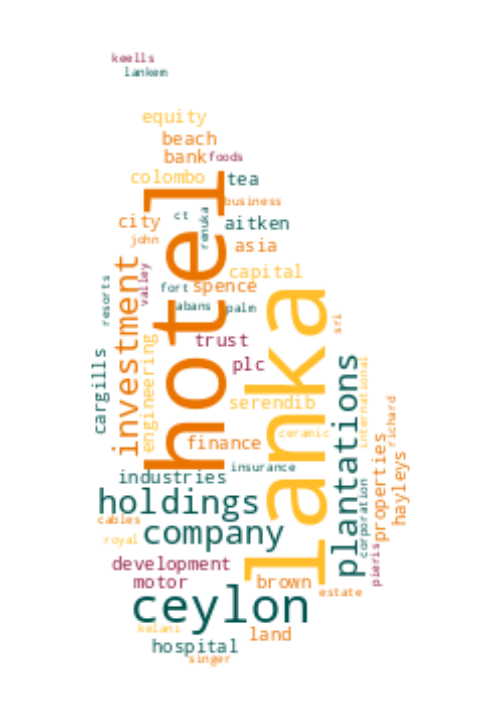 keells
lankem
equity
beach
bank
foods
colombo
tea
business
city
ct
renuka
aitken
john
asia
hotel
capital
valley
resorts
fort
spence
abans
palm
investment
lanka
sri
trust
engineering
plc
cargills
plantations
international
serendib
richard
ceramic
finance
properties
hayleys
insurance
industries
holdings
corporation
cables
company
royal
pieris
development
motor
brown
estate
ceylon
kelani
land
hospital
singer